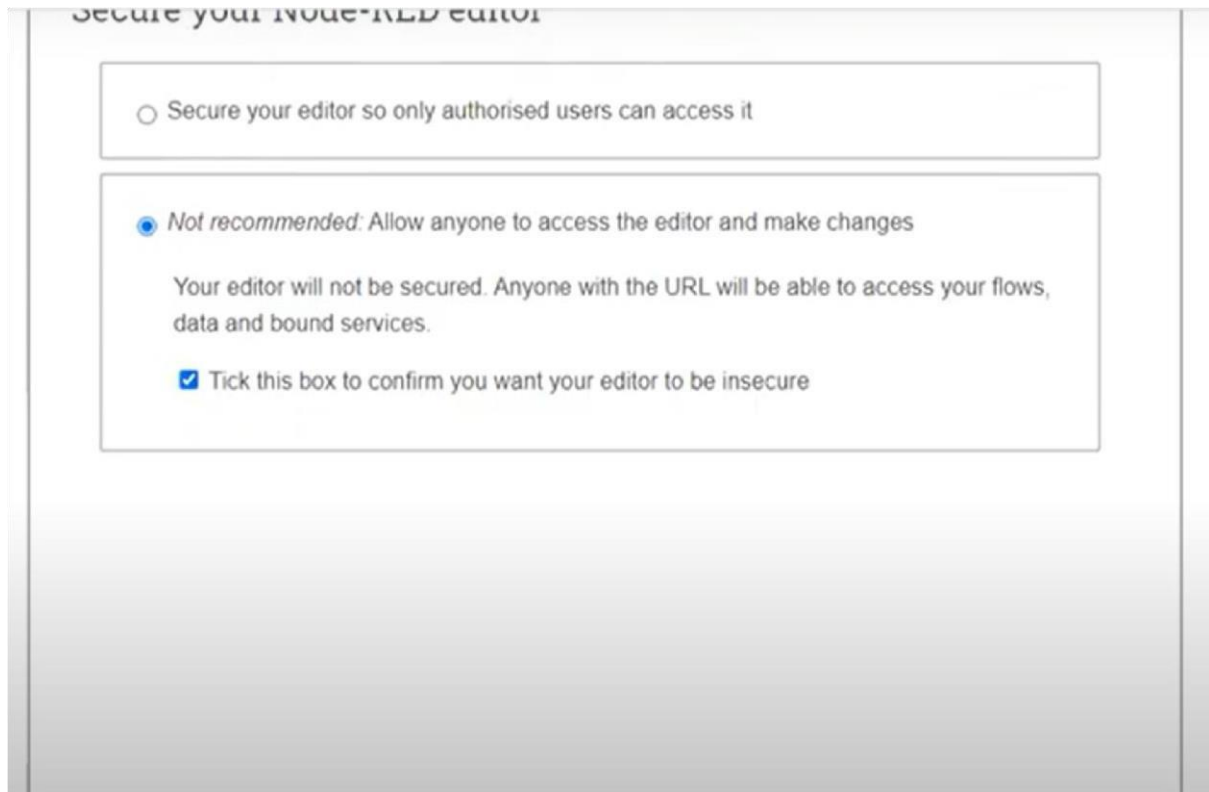 Secure your Node-RED editor
Secure your editor so only authorised users can access it
Not recommended: Allow anyone to access the editor and make changes
Your editor will not be secured. Anyone with the URL will be able to access your flows,
data and bound services.
Tick this box to confirm you want your editor to be insecure